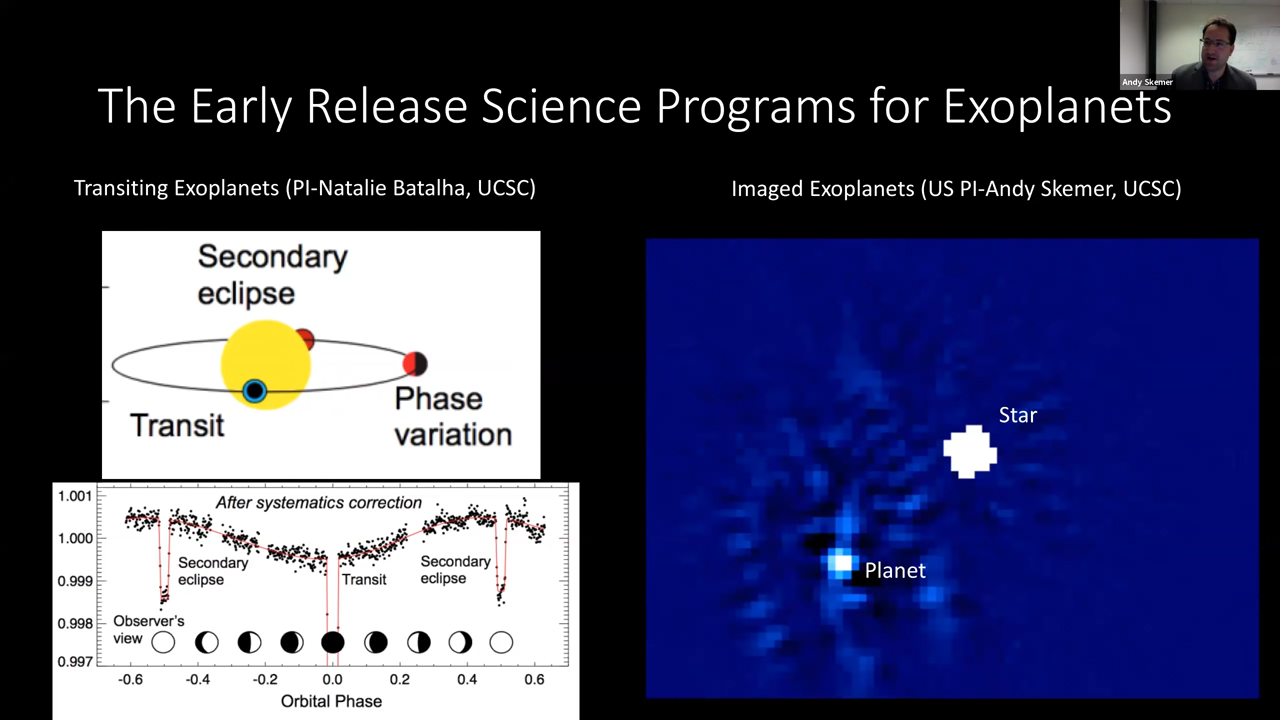 Andy Skemer
The Early Release Science Programs for Exoplanets
Transiting Exoplanets (PI-Natalie Batalha, UCSC)
Imaged Exoplanets (US PI-Andy Skemer, UCSC)
Secondary
eclipse
Transit
Phase
variation
Star
Planet
After systematics correction
1.001
1.000
0.999
0.998
0.997
Secondary
eclipse
Transit
Secondary
eclipse
Observer's
view
-0.6 -0.4 -0.2 0.0 0.2 0.4 0.6
Orbital Phase